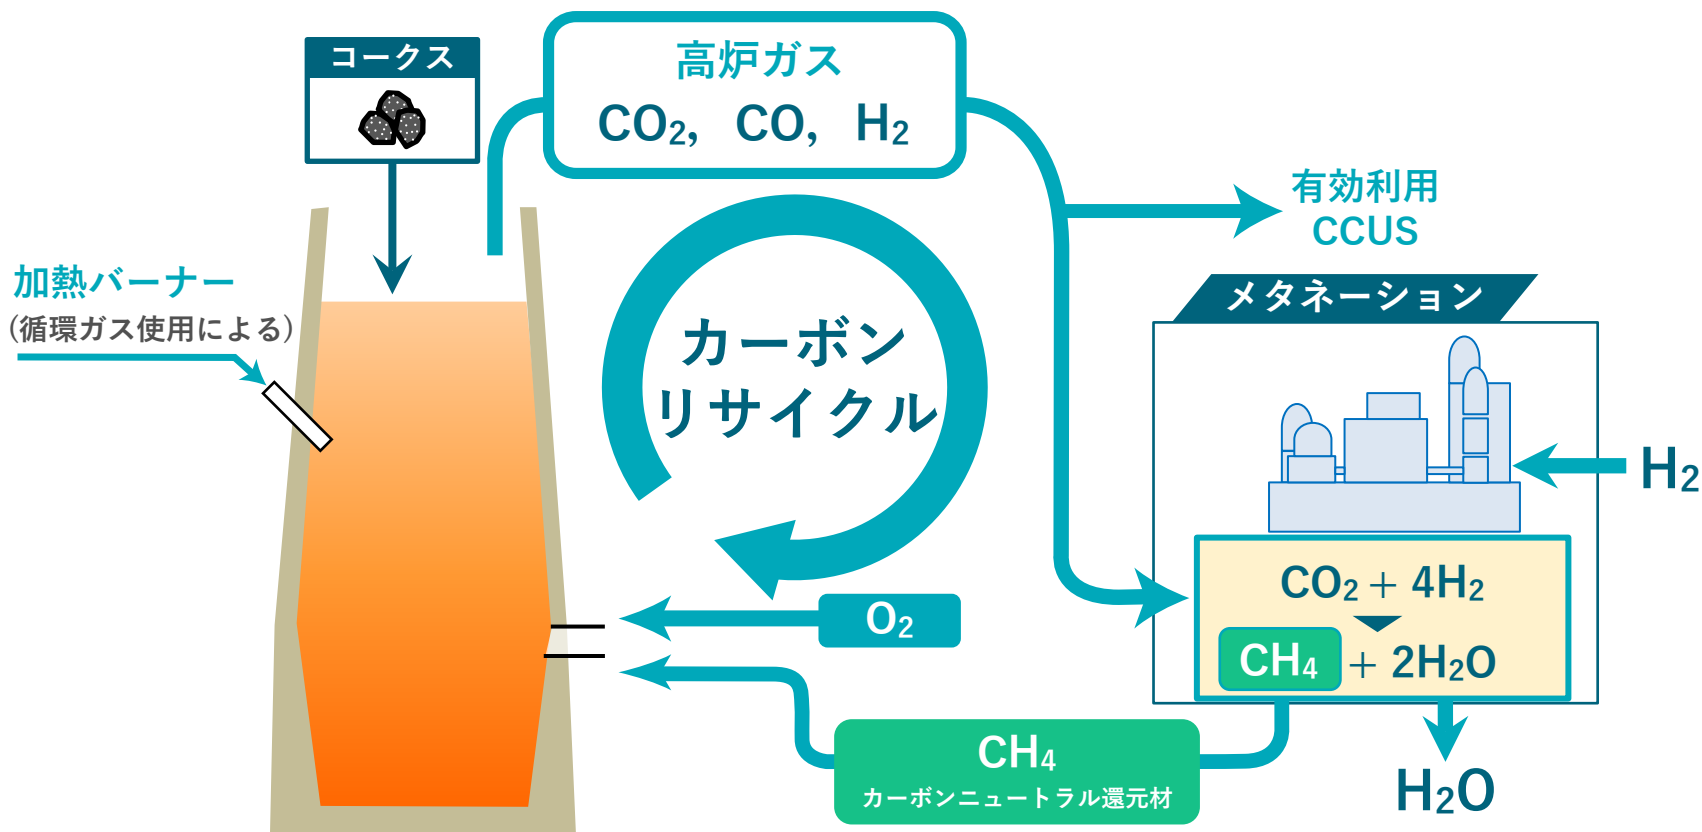 コークス
高炉ガス
CO₂, CO, H₂
有効利用
CCUS
加熱バーナー
(循環ガス使用による)
カーボン
リサイクル
メタネーション
H₂
CO₂ + 4H₂
CH₄ + 2H₂O
O₂
CH₄
カーボンニュートラル還元材
H₂O